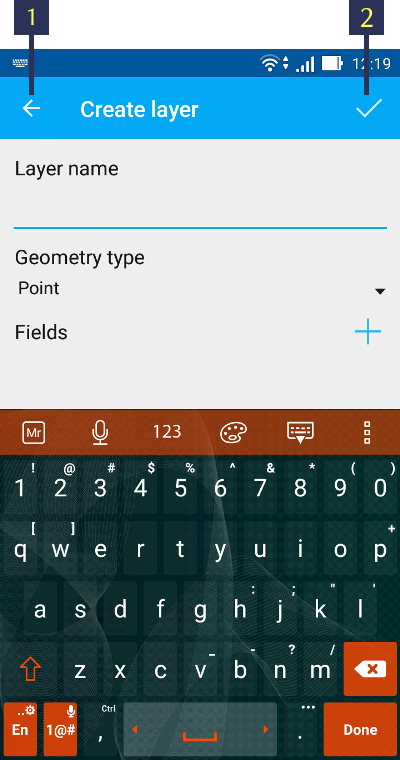 1 2
12:19
Create layer
Layer name
Geometry type
Point
Fields
Mr 123
! @ # $ % ^ & * ( )
1 2 3 4 5 6 7 8 9 0
[ ] +
q w e r t y u i o p
: ; " '
a s d f g h j k l
_ - ? /
z x c v b n m
.. Ctrl ...
En 1@# , . Done